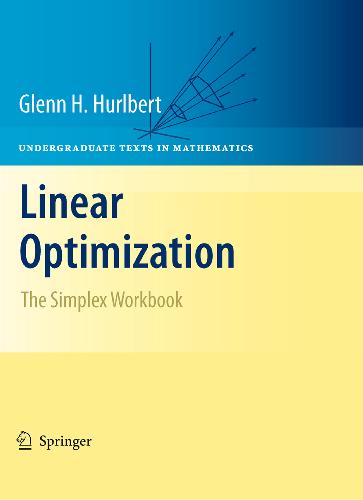 Glenn H. Hurlbert
UNDERGRADUATE TEXTS IN MATHEMATICS
Linear
Optimization
The Simplex Workbook
Springer